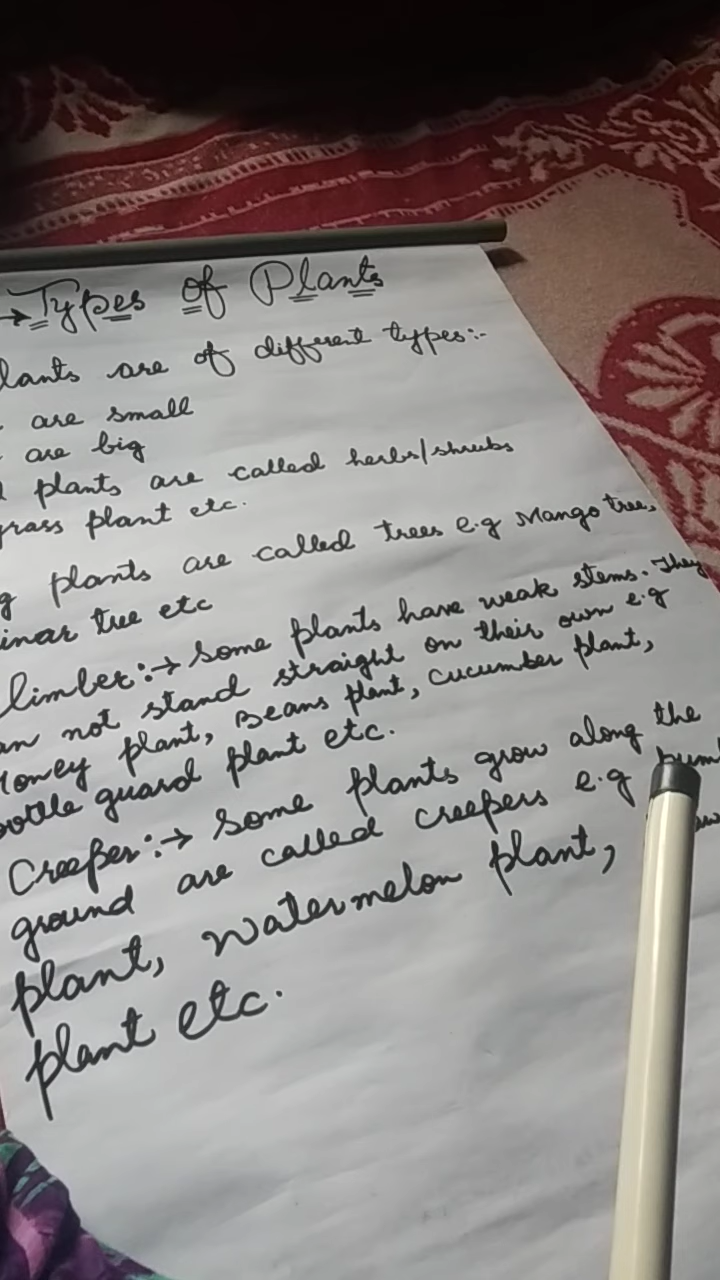 → Types of Plants
lants are of different types:-
are small
are big
plants are called herbs/shrubs
grass plant etc.
g plants are called trees e.g Mango tree,
inar tree etc
limber:→ Some plants have weak stems. They
an not stand straight on their own e.g
Money plant, Beans plant, cucumber plant,
bottle guard plant etc.
Creeper:→ Some plants grow along the
ground are called creepers e.g
plant, watermelon plant,
plant etc.